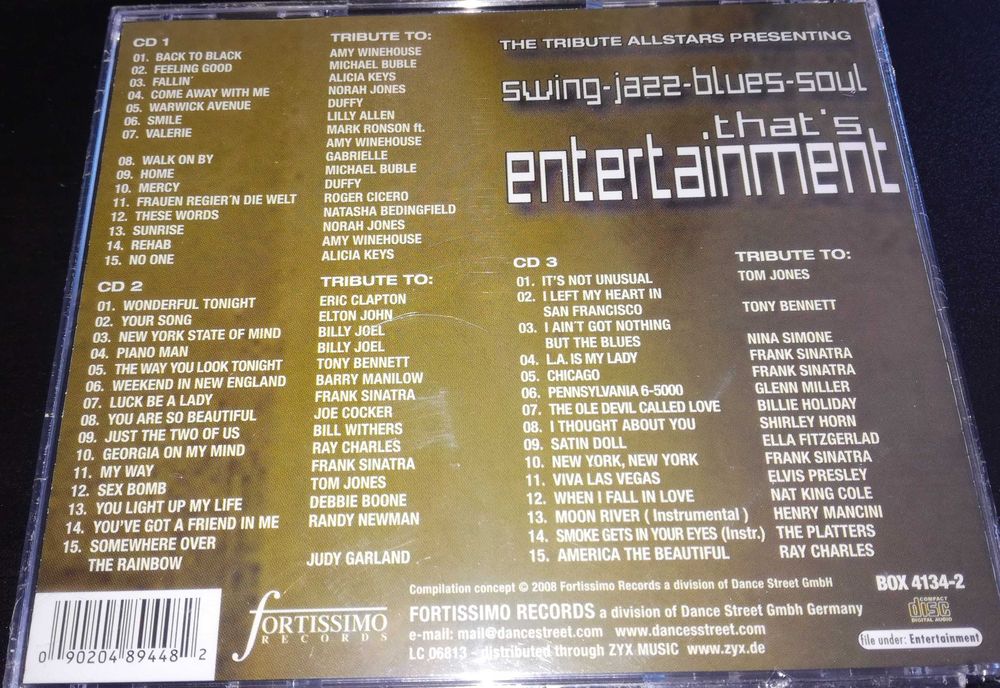 CD 1 TRIBUTE TO:
01. BACK TO BLACK AMY WINEHOUSE
02. FEELING GOOD MICHAEL BUBLE
03. FALLIN' ALICIA KEYS
04. COME AWAY WITH ME NORAH JONES
05. WARWICK AVENUE DUFFY
06. SMILE LILLY ALLEN
07. VALERIE MARK RONSON ft.
AMY WINEHOUSE
08. WALK ON BY GABRIELLE
09. HOME MICHAEL BUBLE
10. MERCY DUFFY
11. FRAUEN REGIER'N DIE WELT ROGER CICERO
12. THESE WORDS NATASHA BEDINGFIELD
13. SUNRISE NORAH JONES
14. REHAB AMY WINEHOUSE
15. NO ONE ALICIA KEYS
THE TRIBUTE ALLSTARS PRESENTING
swing-jazz-blues-soul
that's
entertainment
CD 2 TRIBUTE TO:
01. WONDERFUL TONIGHT ERIC CLAPTON
02. YOUR SONG ELTON JOHN
03. NEW YORK STATE OF MIND BILLY JOEL
04. PIANO MAN BILLY JOEL
05. THE WAY YOU LOOK TONIGHT TONY BENNETT
06. WEEKEND IN NEW ENGLAND BARRY MANILOW
07. LUCK BE A LADY FRANK SINATRA
08. YOU ARE SO BEAUTIFUL JOE COCKER
09. JUST THE TWO OF US BILL WITHERS
10. GEORGIA ON MY MIND RAY CHARLES
11. MY WAY FRANK SINATRA
12. SEX BOMB TOM JONES
13. YOU LIGHT UP MY LIFE DEBBIE BOONE
14. YOU'VE GOT A FRIEND IN ME RANDY NEWMAN
15. SOMEWHERE OVER
THE RAINBOW JUDY GARLAND
CD 3 TRIBUTE TO:
01. IT'S NOT UNUSUAL TOM JONES
02. I LEFT MY HEART IN
SAN FRANCISCO TONY BENNETT
03. I AIN'T GOT NOTHING
BUT THE BLUES NINA SIMONE
04. L.A. IS MY LADY FRANK SINATRA
05. CHICAGO FRANK SINATRA
06. PENNSYLVANIA 6-5000 GLENN MILLER
07. THE OLE DEVIL CALLED LOVE BILLIE HOLIDAY
08. I THOUGHT ABOUT YOU SHIRLEY HORN
09. SATIN DOLL ELLA FITZGERLAD
10. NEW YORK, NEW YORK FRANK SINATRA
11. VIVA LAS VEGAS ELVIS PRESLEY
12. WHEN I FALL IN LOVE NAT KING COLE
13. MOON RIVER ( Instrumental ) HENRY MANCINI
14. SMOKE GETS IN YOUR EYES (Instr.) THE PLATTERS
15. AMERICA THE BEAUTIFUL RAY CHARLES
Compilation concept © 2008 Fortissimo Records a division of Dance Street GmbH
BOX 4134-2
FORTISSIMO RECORDS a division of Dance Street Gmbh Germany
e-mail: mail@dancestreet.com www.dancesstreet.com
LC 06813 - distributed through ZYX MUSIC www.zyx.de
fortissimo
RECORDS
COMPACT
disc
DIGITAL AUDIO
file under: Entertainment
0 90204 89448 2